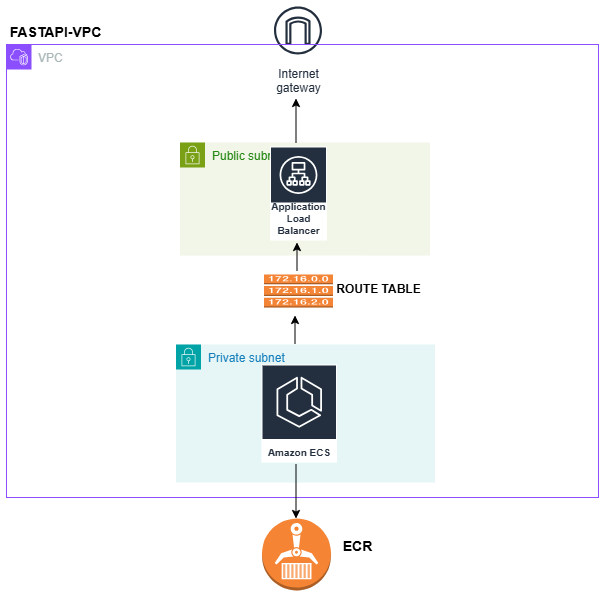 FASTAPI-VPC
VPC
Internet
gateway
Public subn
Application
Load
Balancer
172.16.0.0
172.16.1.0
172.16.2.0
ROUTE TABLE
Private subnet
Amazon ECS
ECR